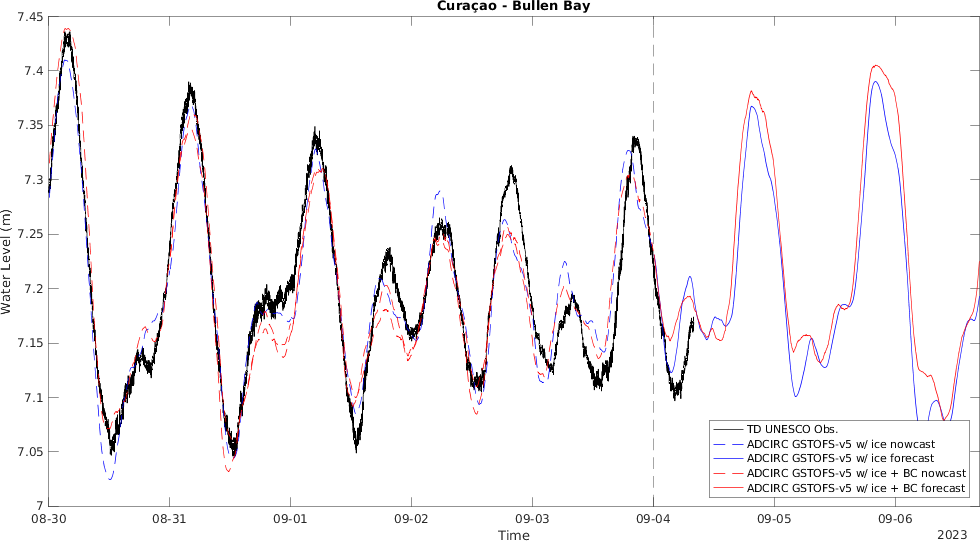 Curaçao - Bullen Bay
7.45
7.4
7.35
7.3
7.25
7.2
7.15
7.1
7.05
7
Water Level (m)
08-30 08-31 09-01 09-02 09-03 09-04 09-05 09-06
Time
2023
TD UNESCO Obs.
ADCIRC GSTOFS-v5 w/ ice nowcast
ADCIRC GSTOFS-v5 w/ ice forecast
ADCIRC GSTOFS-v5 w/ ice + BC nowcast
ADCIRC GSTOFS-v5 w/ ice + BC forecast